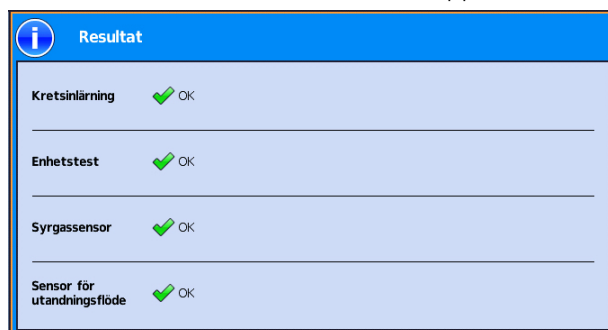 Resultat
Kretsinlärning OK
Enhetstest OK
Syrgassensor OK
Sensor för
utandningsflöde OK